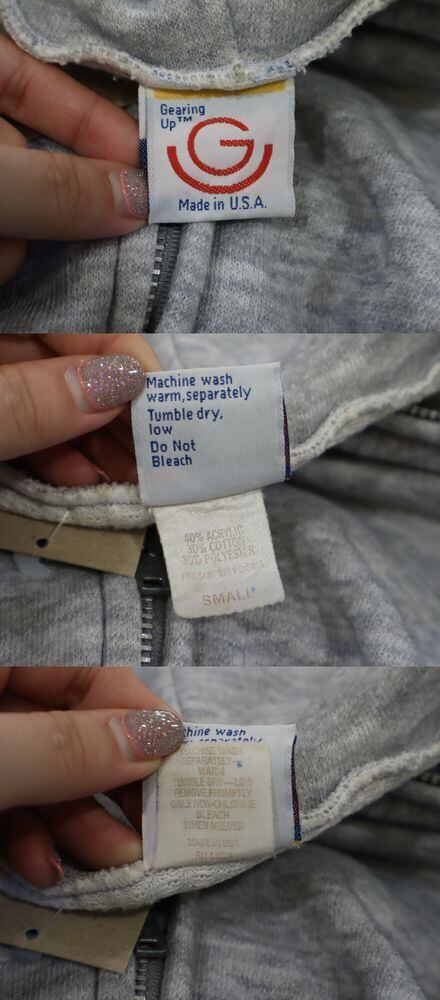 Gearing
Up™
G
Made in U.S.A.
Machine wash
warm, separately
Tumble dry,
low
Do Not
Bleach
40% ACRYLIC
30% COTTON
30% POLYESTER
SMALL
chine wash
MACHINE WASH
SEPARATELY—
WARM
TUMBLE DRY—LOW
REMOVE PROMPTLY
ONLY NON-CHLORINE
BLEACH
WHEN NEEDED
MADE IN USA